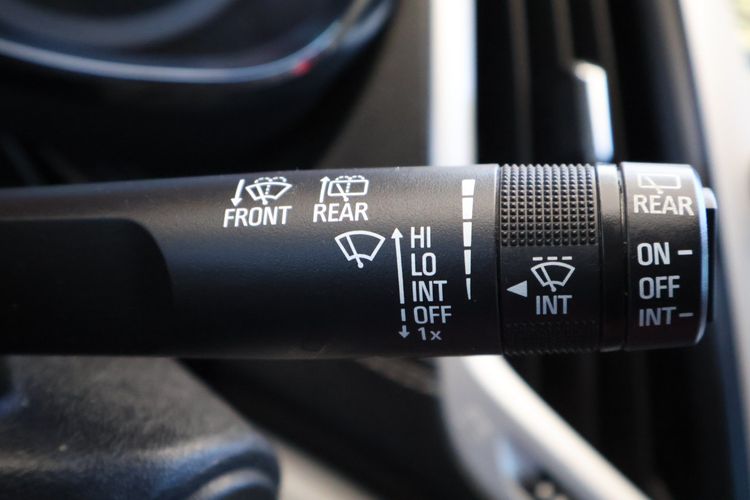 FRONT
REAR
HI
LO
INT
OFF
1x
INT
REAR
ON
OFF
INT